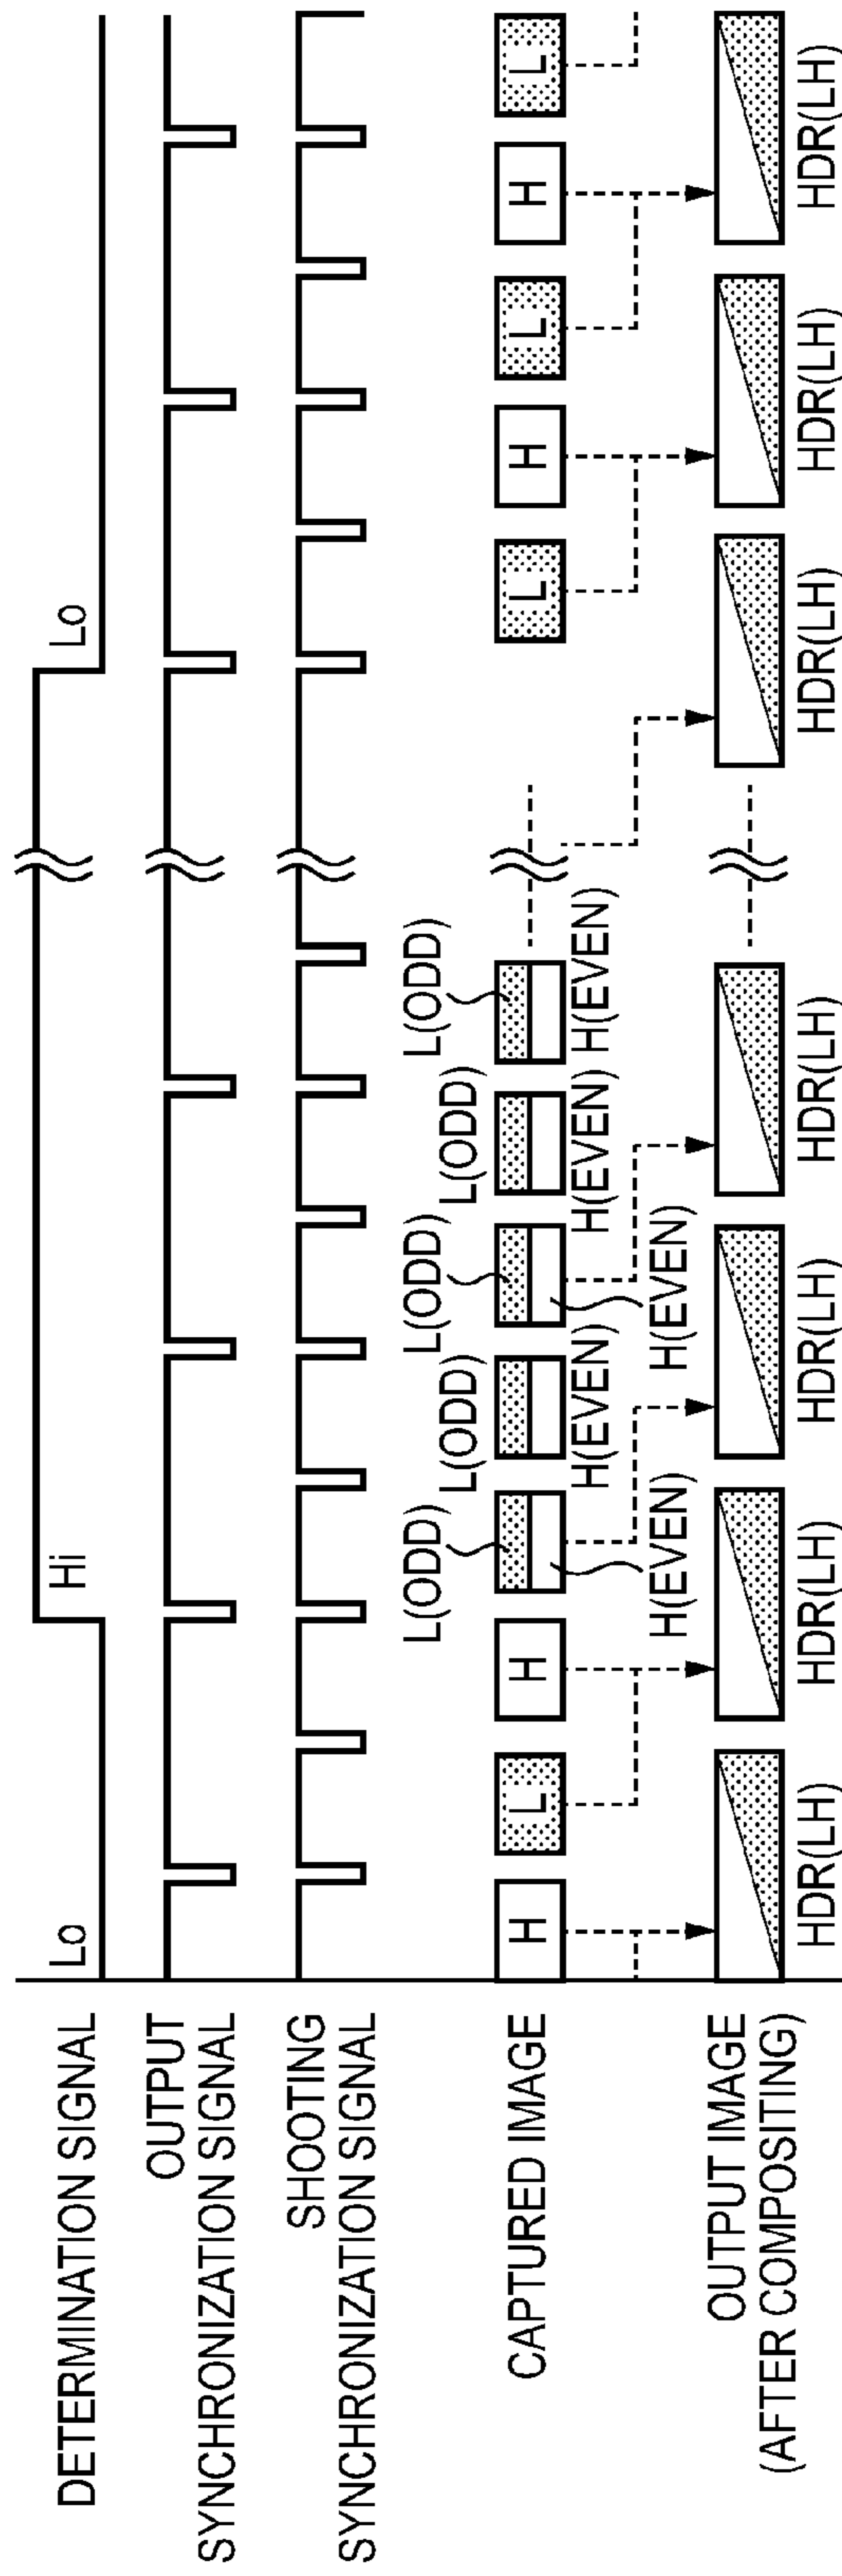 DETERMINATION SIGNAL
Lo
Hi
Lo
OUTPUT
SYNCHRONIZATION SIGNAL
SHOOTING
SYNCHRONIZATION SIGNAL
L(ODD)
L(ODD)
L(ODD)
L(ODD)
L(ODD)
CAPTURED IMAGE
H
L
H
L
H
L
H
L
H(EVEN)
H(EVEN)
H(EVEN)
H(EVEN)
H(EVEN)
OUTPUT IMAGE
(AFTER COMPOSITING)
HDR(LH)
HDR(LH)
HDR(LH)
HDR(LH)
HDR(LH)
HDR(LH)
HDR(LH)